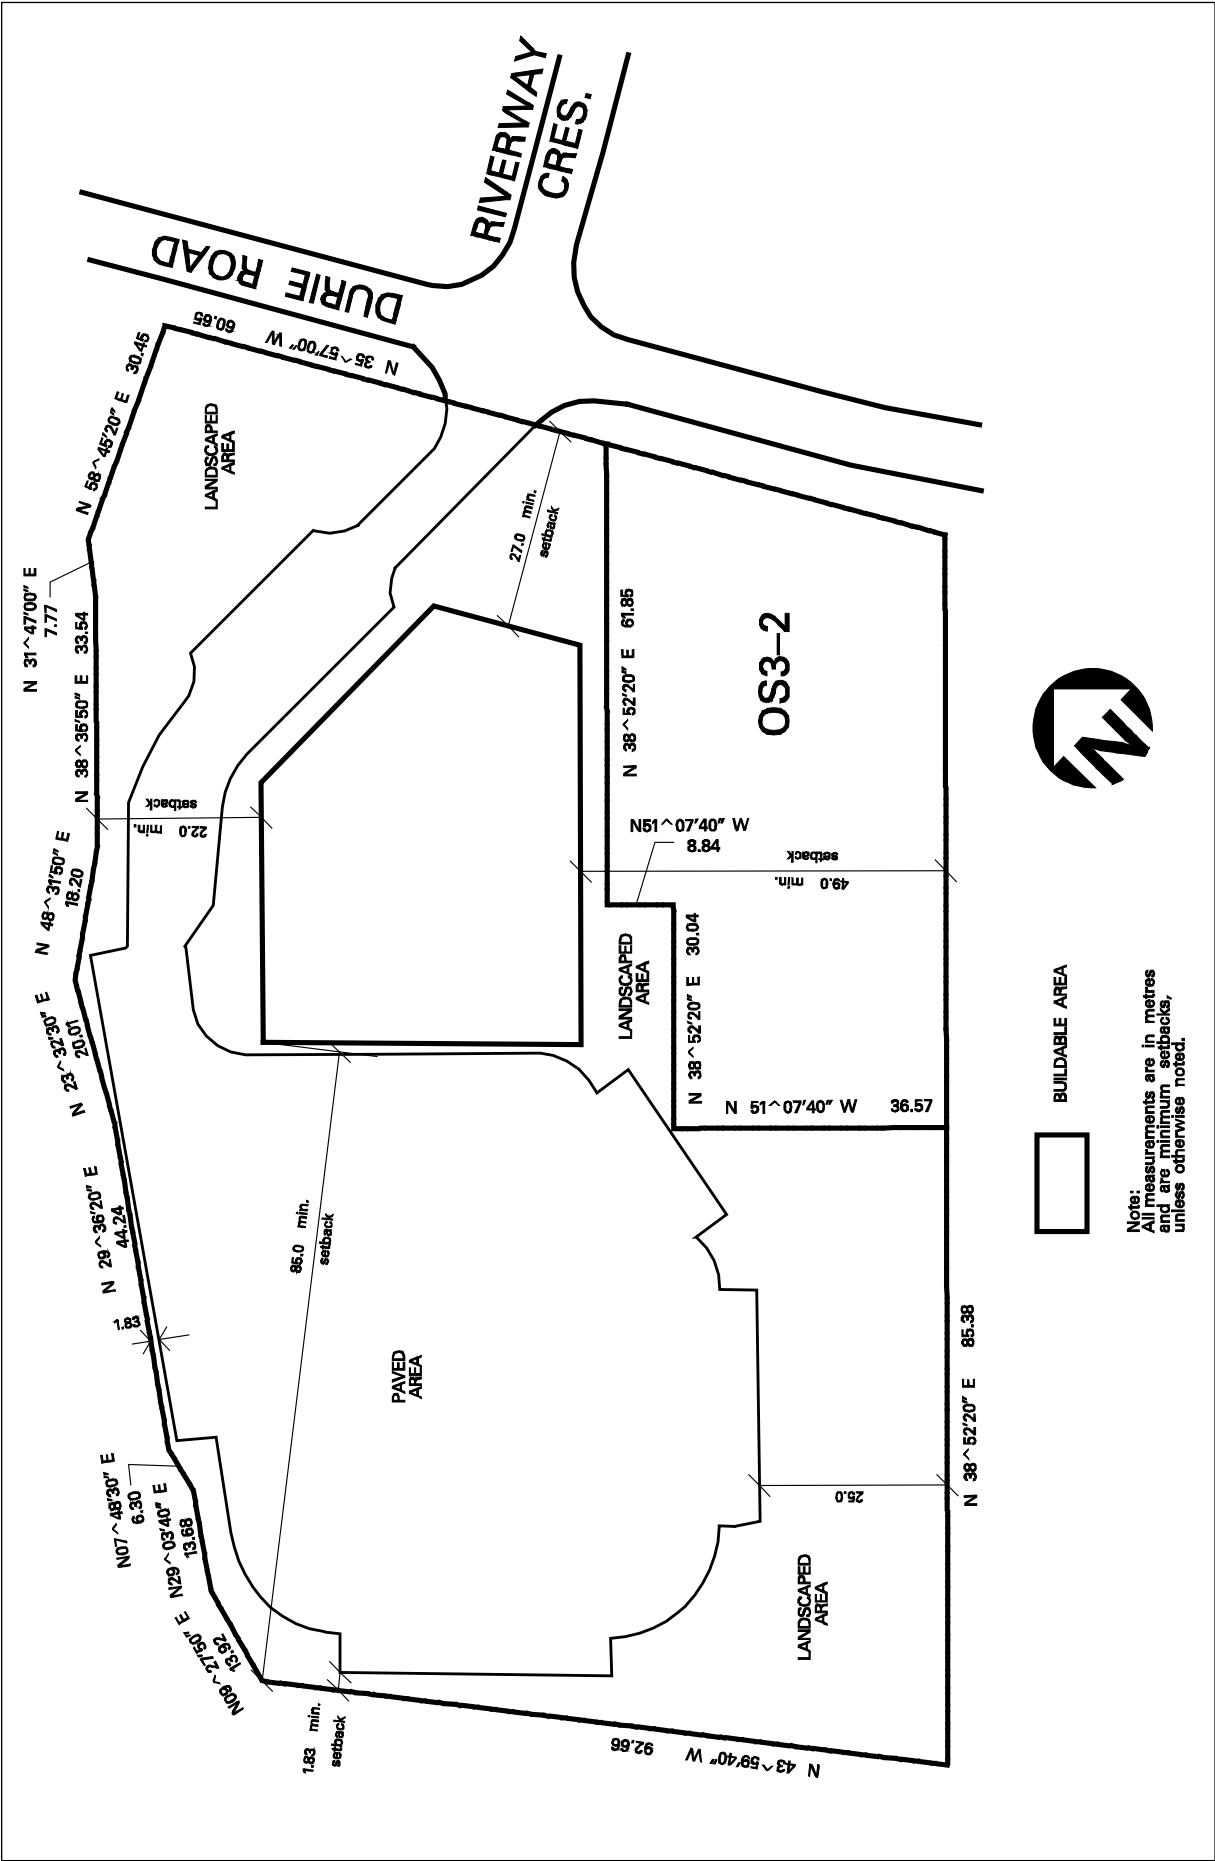 RIVERWAY
CRES.
DURIE ROAD
N 35^57'00" W 60.65
N 58^45'20" E 30.45
LANDSCAPED
AREA
N 31^47'00" E
7.77
N 38^35'50" E 33.54
27.0 min.
setback
22.0 min.
setback
N 38^52'20" E 61.85
OS3-2
N
N51^07'40" W
8.84
49.0 min.
setback
N 48^31'50" E
18.20
N 23^32'30" E
20.01
LANDSCAPED
AREA
N 38^52'20" E 30.04
N 51^07'40" W 36.57
BUILDABLE AREA
Note:
All measurements are in metres
and are minimum setbacks,
unless otherwise noted.
N 29^36'20" E
44.24
1.83
85.0 min.
setback
PAVED
AREA
N 38^52'20" E 85.38
25.0
N07^48'30" E
6.30
N29^03'40" E
13.68
N09^27'50" E
13.92
LANDSCAPED
AREA
1.83 min.
setback
N 43^59'40" W 92.66